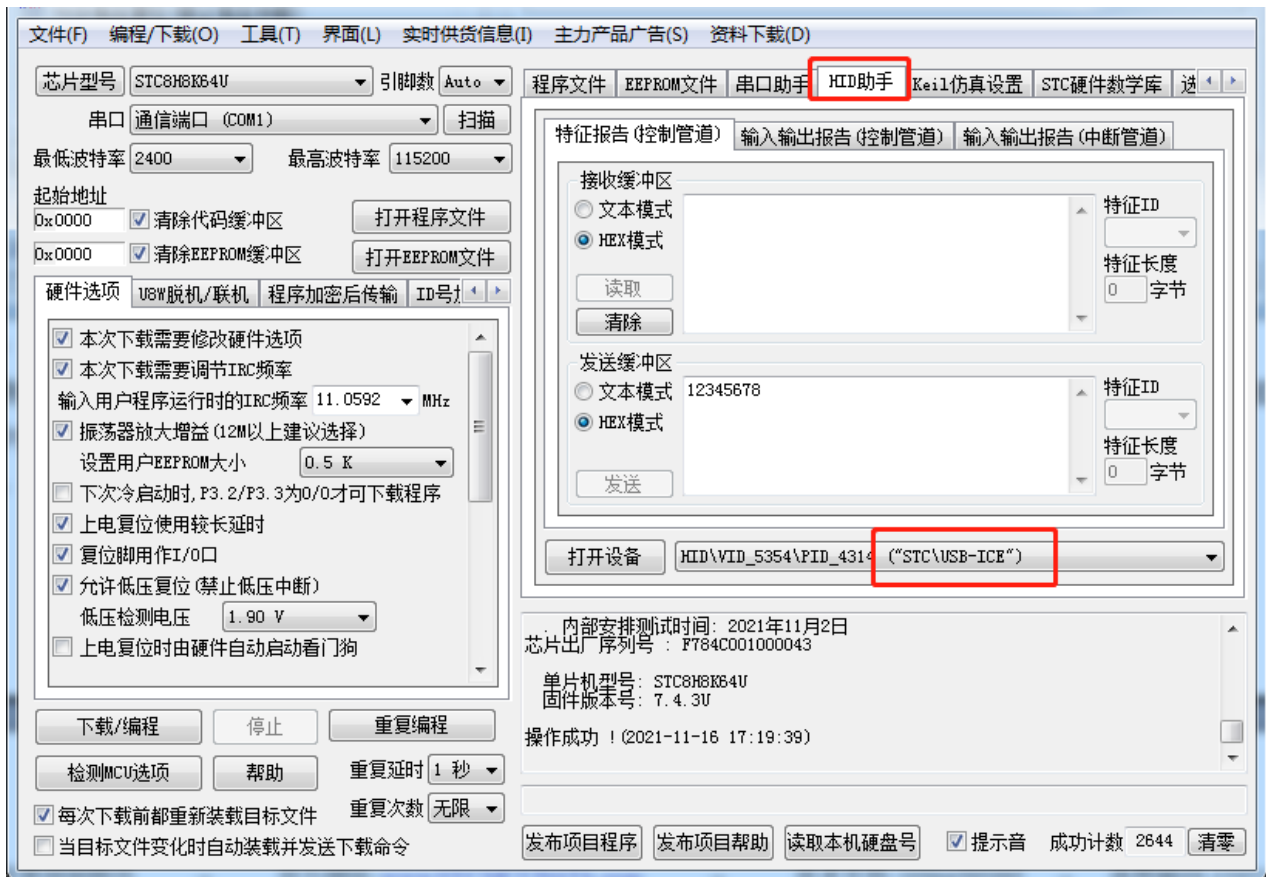 文件(F) 编程/下载(O) 工具(T) 界面(L) 实时供货信息(I) 主力产品广告(S) 资料下载(D)
芯片型号 STC8H8K64U 引脚数 Auto
串口 通信端口 (COM1) 扫描
最低波特率 2400 最高波特率 115200
起始地址
0x0000 清除代码缓冲区 打开程序文件
0x0000 清除EEPROM缓冲区 打开EEPROM文件
硬件选项 U8W脱机/联机 程序加密后传输 ID号
本次下载需要修改硬件选项
本次下载需要调节IRC频率
输入用户程序运行时的IRC频率 11.0592 MHz
振荡器放大增益(12M以上建议选择)
设置用户EEPROM大小 0.5 K
下次冷启动时,P3.2/P3.3为0/0才可下载程序
上电复位使用较长延时
复位脚用作I/O口
允许低压复位(禁止低压中断)
低压检测电压 1.90 V
上电复位时由硬件自动启动看门狗
下载/编程 停止 重复编程
检测MCU选项 帮助 重复延时 1 秒
每次下载前都重新装载目标文件 重复次数 无限
当目标文件变化时自动装载并发送下载命令
程序文件 EEPROM文件 串口助手 HID助手 Keil仿真设置 STC硬件数学库 选
特征报告(控制管道) 输入输出报告(控制管道) 输入输出报告(中断管道)
接收缓冲区
文本模式 特征ID
HEX模式
特征长度
读取 0 字节
清除
发送缓冲区
文本模式 12345678 特征ID
HEX模式
特征长度
发送 0 字节
打开设备 HID\VID_5354\PID_4314 ("STC\USB-ICE")
. 内部安排测试时间: 2021年11月2日
芯片出厂序列号 : F784C001000043
单片机型号: STC8H8K64U
固件版本号: 7.4.3U
操作成功 !(2021-11-16 17:19:39)
发布项目程序 发布项目帮助 读取本机硬盘号 提示音 成功计数 2644 清零